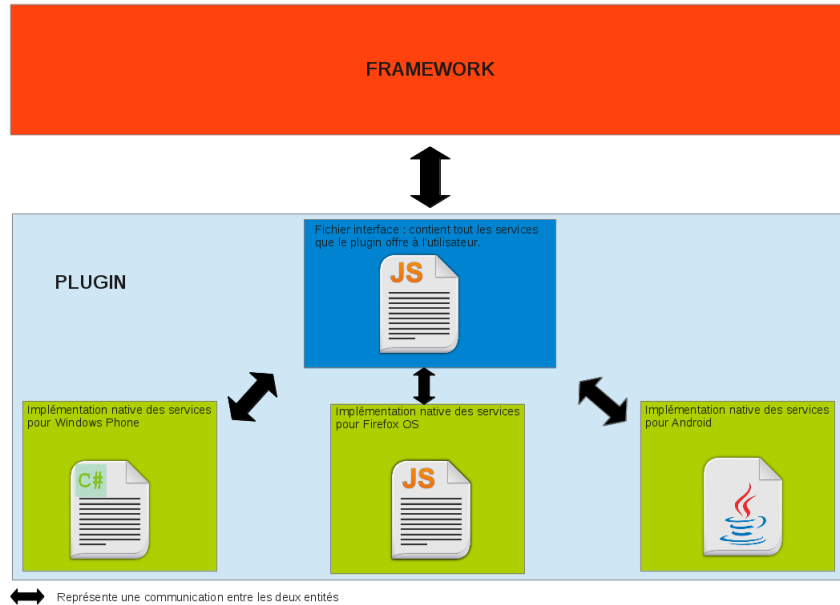 FRAMEWORK
Fichier interface : contient tout les services
que le plugin offre à l'utilisateur.
JS
PLUGIN
Implémentation native des services
pour Windows Phone
C#
Implémentation native des services
pour Firefox OS
JS
Implémentation native des services
pour Android
Représente une communication entre les deux entités